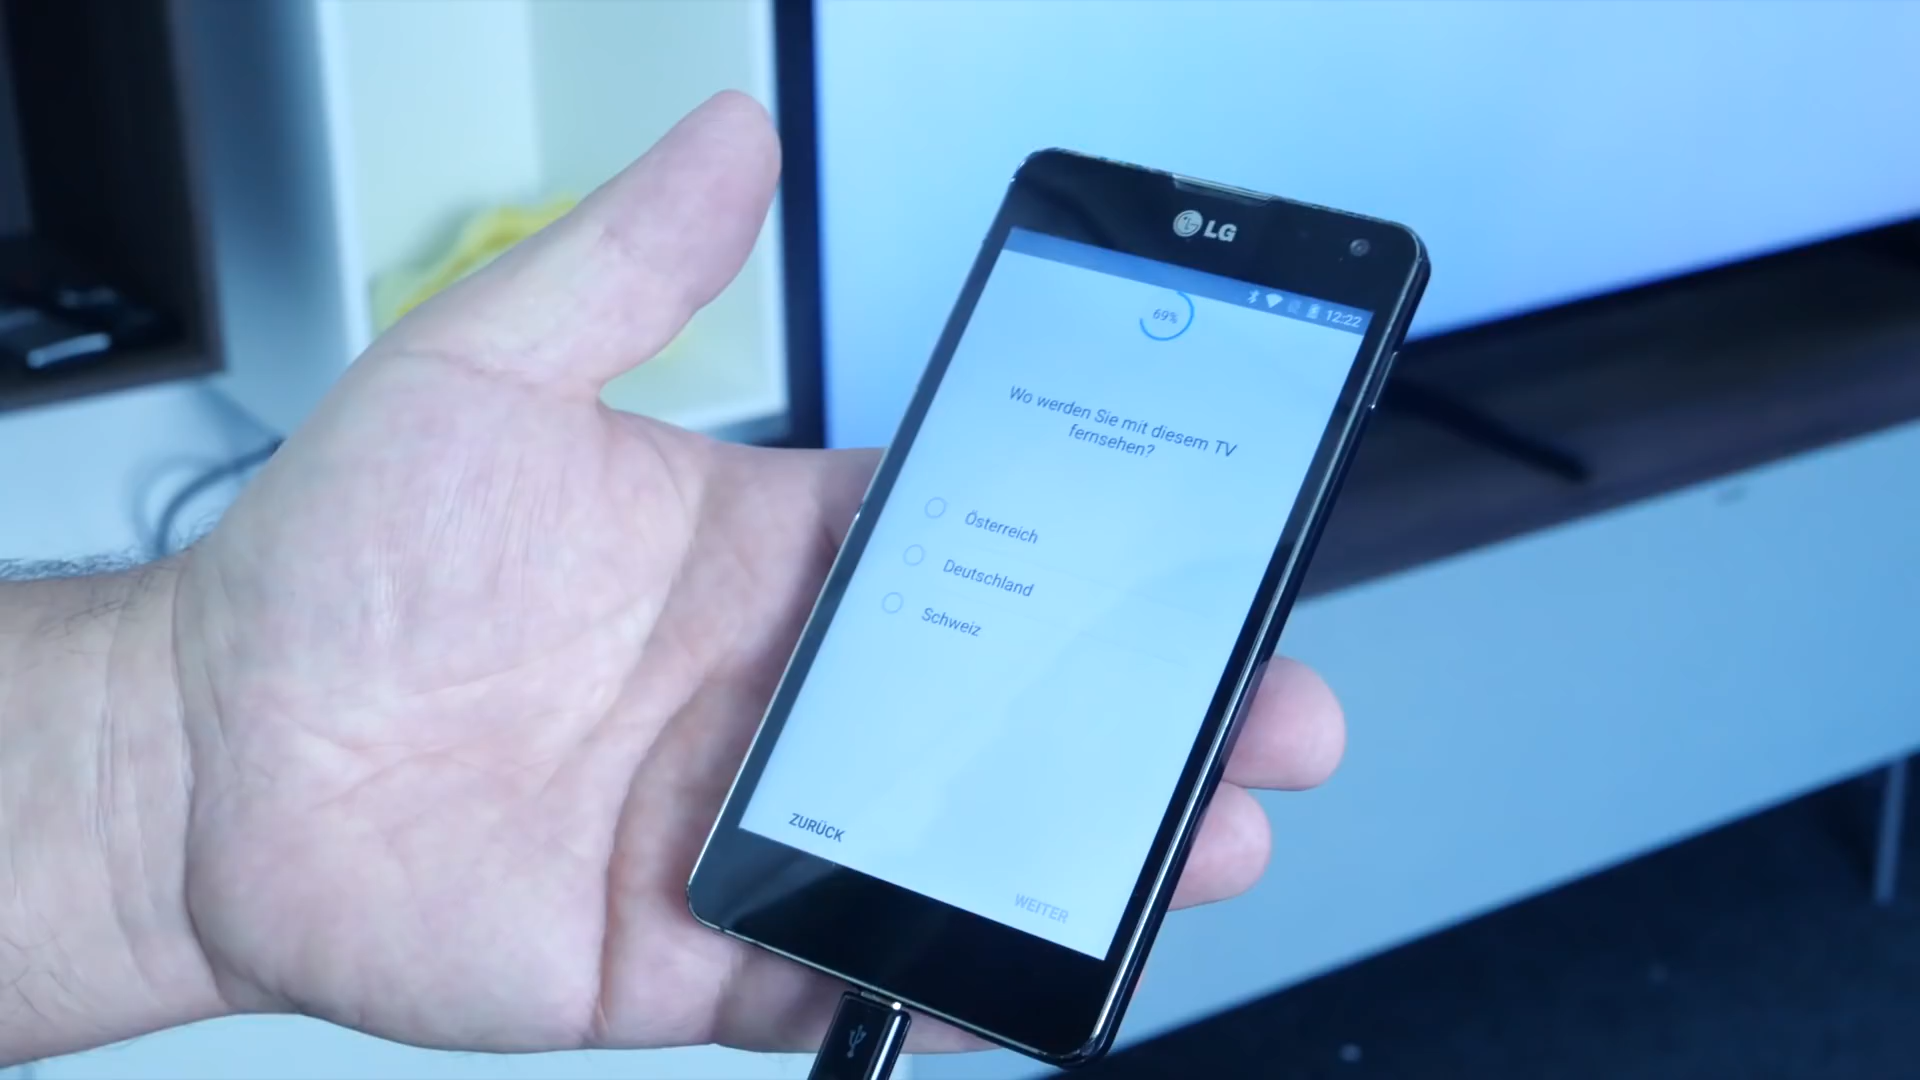 LG
12:22
69%
Wo werden Sie mit diesem TV
fernsehen?
Österreich
Deutschland
Schweiz
ZURÜCK
WEITER